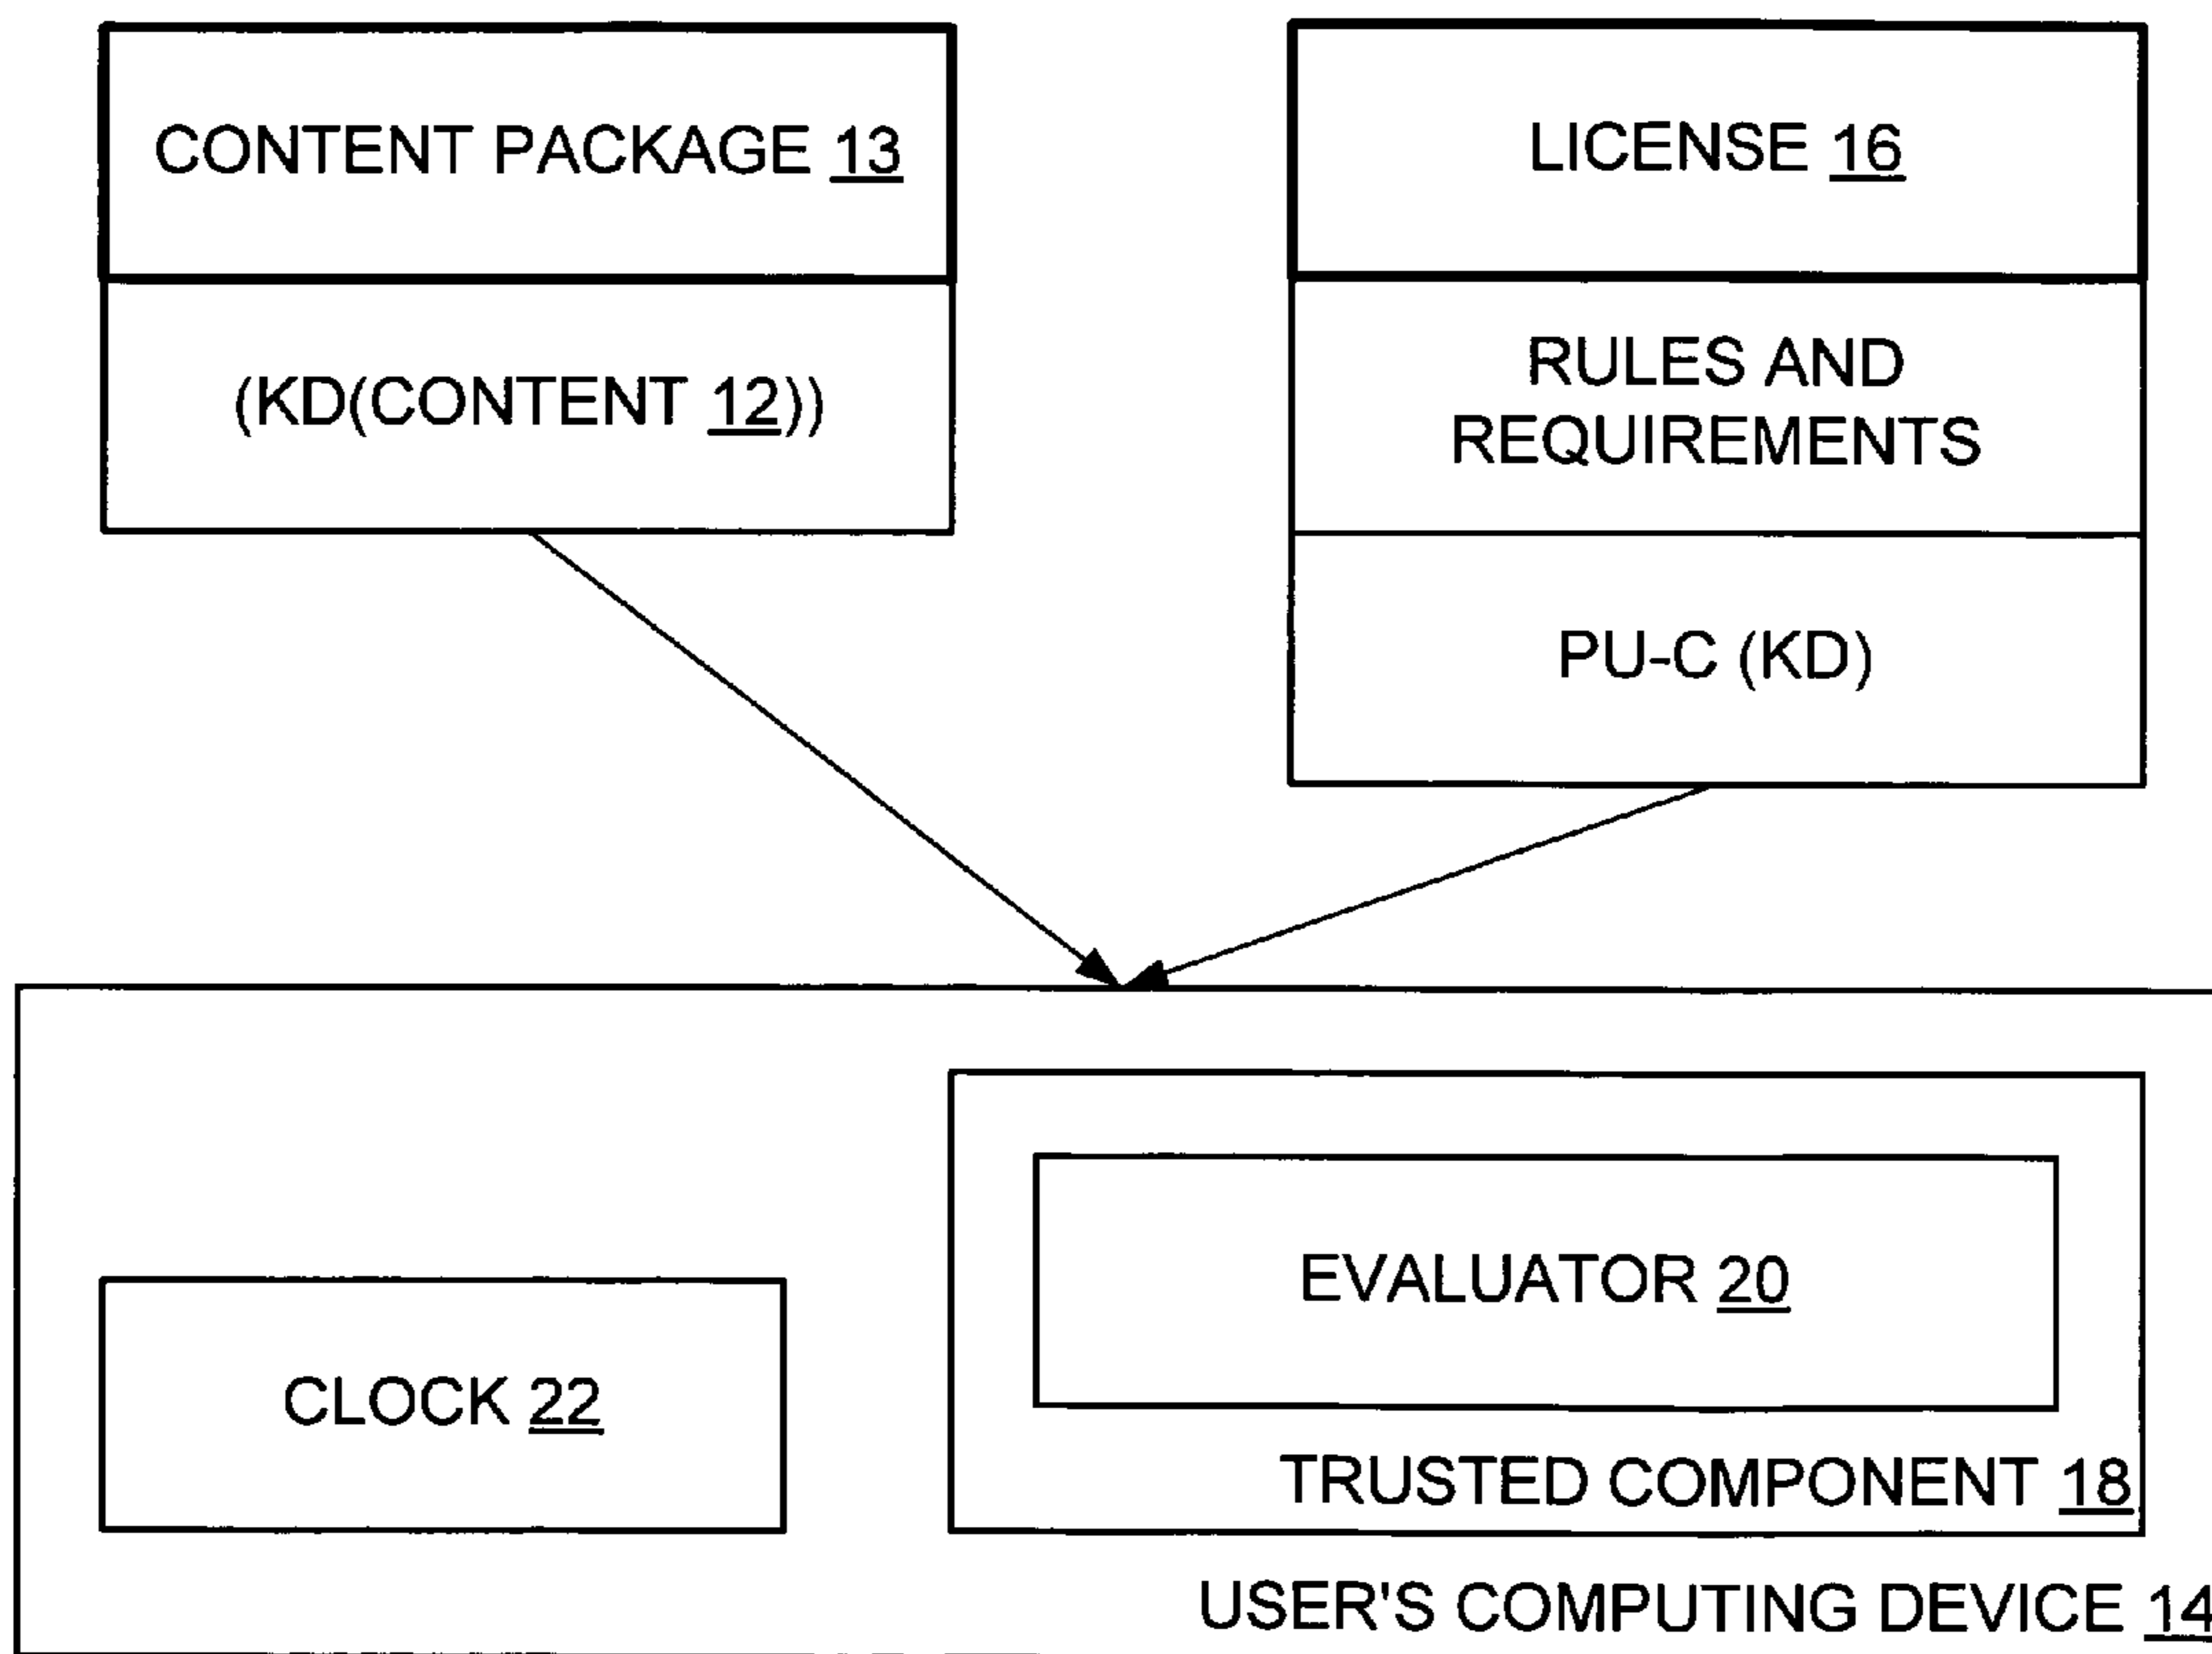 CONTENT PACKAGE 13
(KD(CONTENT 12))
LICENSE 16
RULES AND
REQUIREMENTS
PU-C (KD)
CLOCK 22
EVALUATOR 20
TRUSTED COMPONENT 18
USER'S COMPUTING DEVICE 14